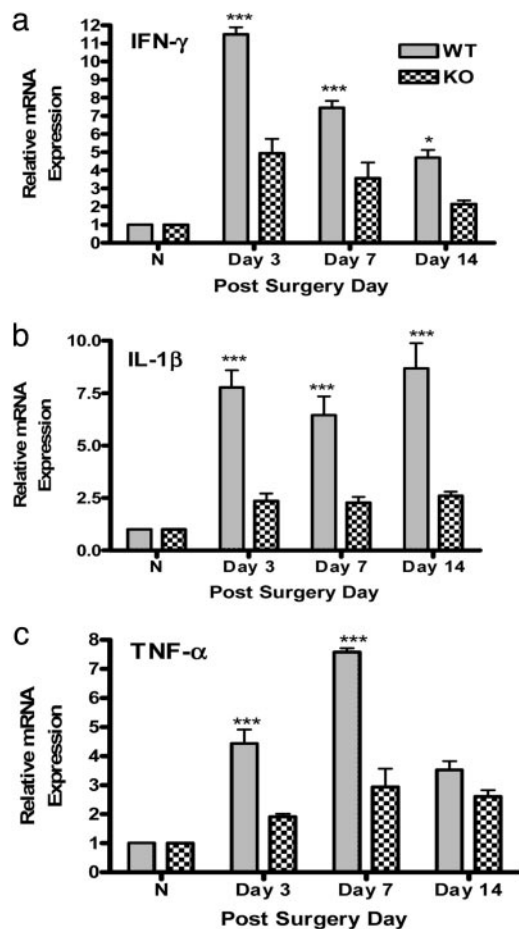 a
IFN-γ
WT
KO
***
***
*
Relative mRNA
Expression
12
11
10
9
8
7
6
5
4
3
2
1
0
N Day 3 Day 7 Day 14
Post Surgery Day
b
IL-1β
***
***
***
Relative mRNA
Expression
10.0
7.5
5.0
2.5
0.0
N Day 3 Day 7 Day 14
Post Surgery Day
c
TNF-α
***
***
Relative mRNA
Expression
8
7
6
5
4
3
2
1
0
N Day 3 Day 7 Day 14
Post Surgery Day